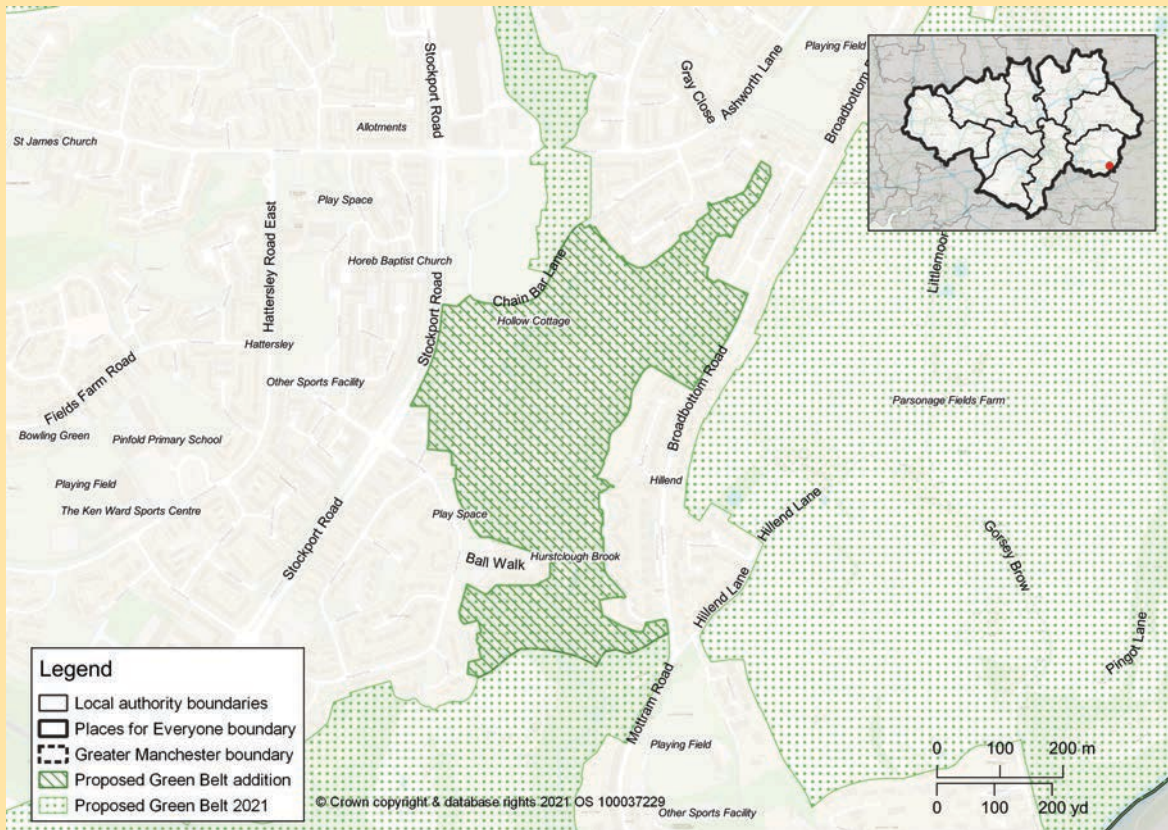 Stockport Road
Gray Close
Ashworth Lane
Playing Field
Broadbottom
St James Church
Allotments
Play Space
Hattersley Road East
Horeb Baptist Church
Stockport Road
Chain Bar Lane
Hollow Cottage
Littlemoor
Hattersley
Fields Farm Road
Other Sports Facility
Broadbottom Road
Parsonage Fields Farm
Bowling Green
Pinfold Primary School
Hillend
Playing Field
The Ken Ward Sports Centre
Play Space
Stockport Road
Hillend Lane
Ball Walk
Hurstclough Brook
Gorsey Brow
Hillend Lane
Pingot Lane
Mottram Road
Playing Field
Other Sports Facility
Legend
Local authority boundaries
Places for Everyone boundary
Greater Manchester boundary
Proposed Green Belt addition
Proposed Green Belt 2021
© Crown copyright & database rights 2021 OS 100037229
0 100 200 m
0 100 200 yd